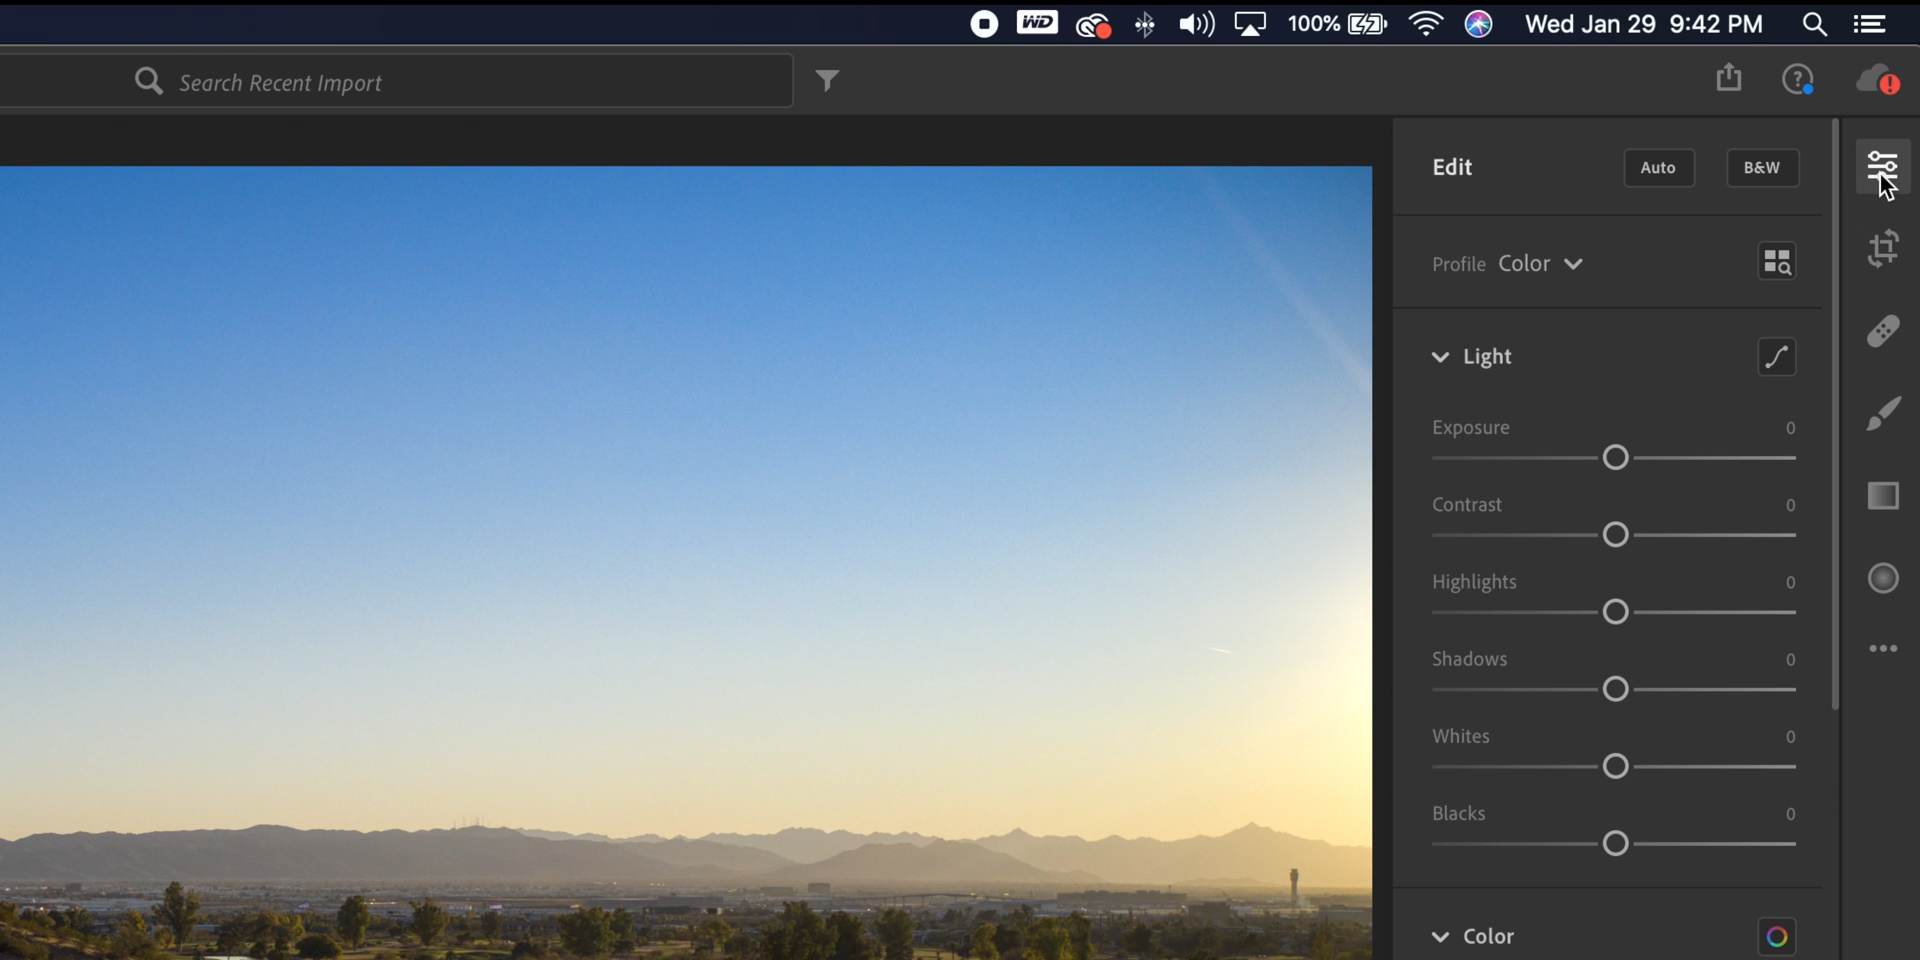 WD 100% Wed Jan 29 9:42 PM
Search Recent Import
Edit Auto B&W
Profile Color
Light
Exposure 0
Contrast 0
Highlights 0
Shadows 0
Whites 0
Blacks 0
Color